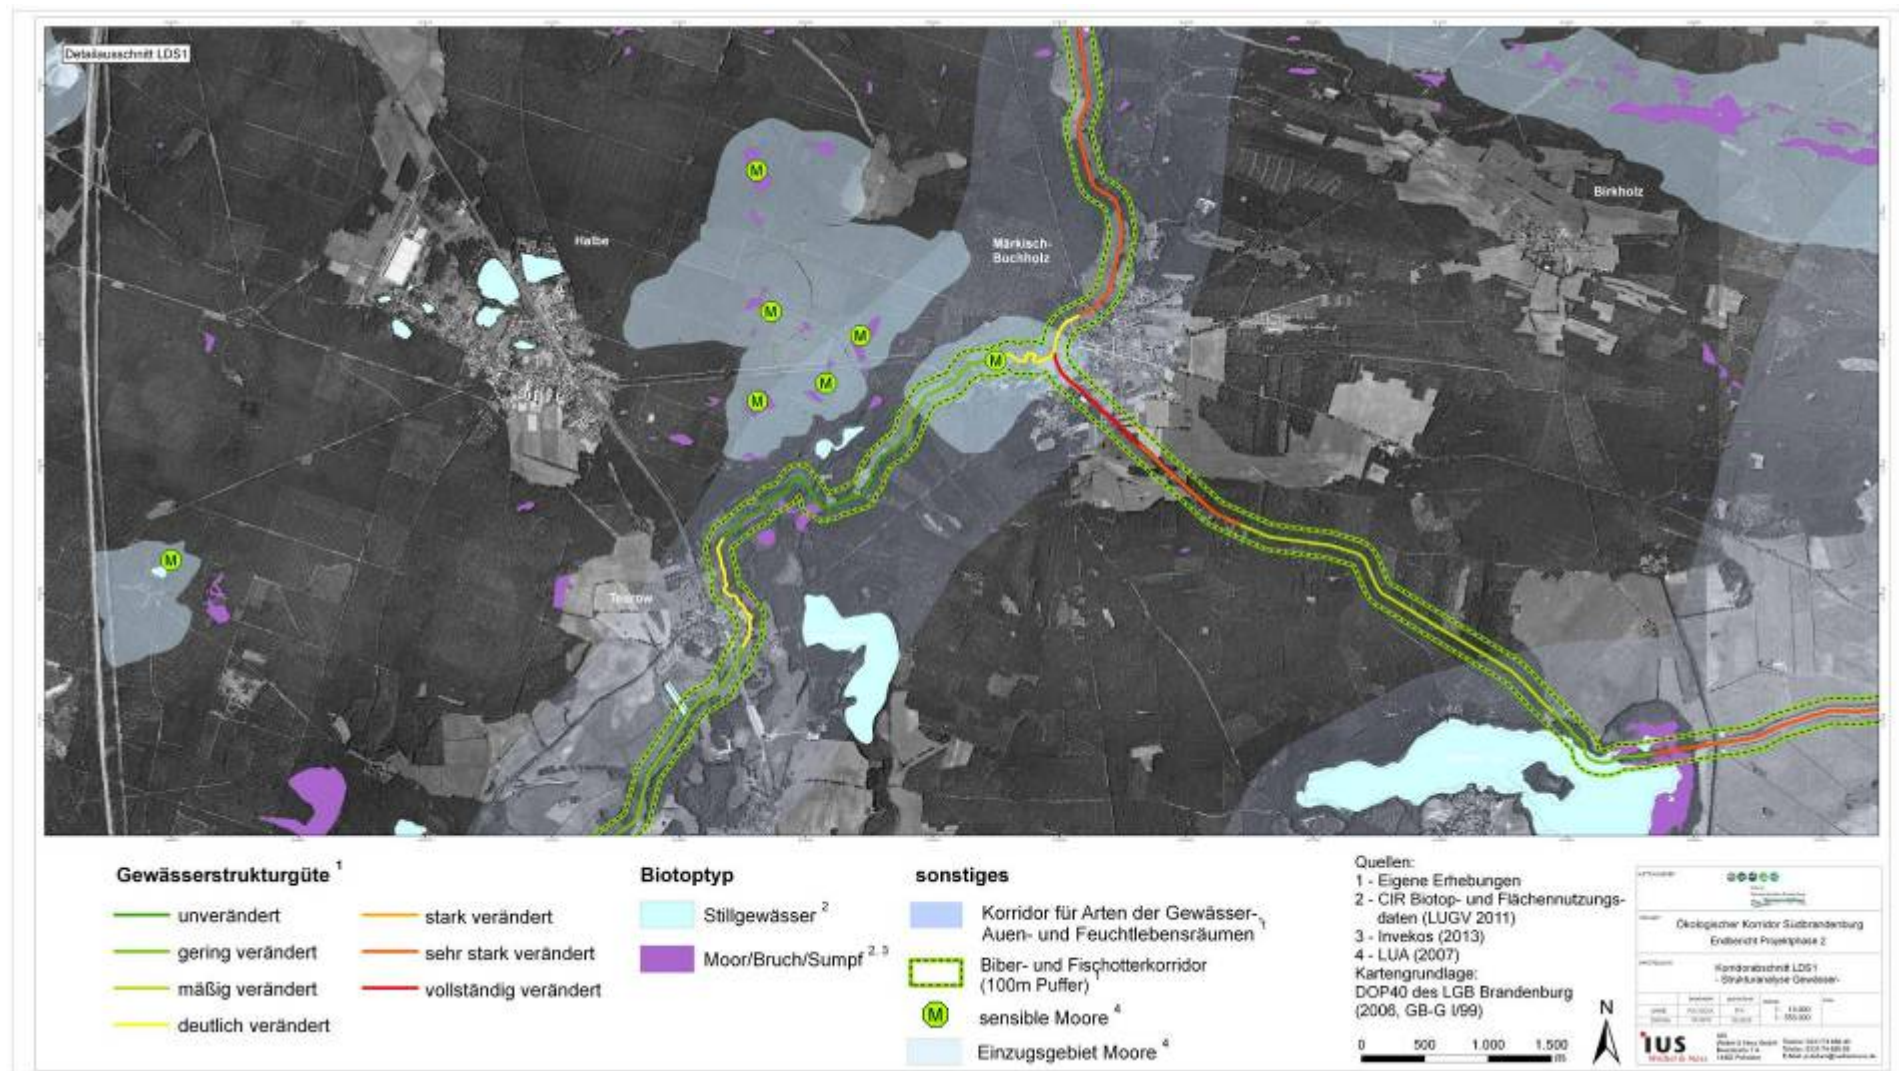 Detailausschnitt LDS1
Birkholz
Halbe
Märkisch-
Buchholz
M
M
M
M
M
M
M
Teurow
Gewässerstrukturgüte 1
unverändert
gering verändert
mäßig verändert
deutlich verändert
stark verändert
sehr stark verändert
vollständig verändert
Biotoptyp
Stillgewässer 2
Moor/Bruch/Sumpf 2, 3
sonstiges
Korridor für Arten der Gewässer-,
Auen- und Feuchtlebensräumen 1
Biber- und Fischotterkorridor
(100m Puffer) 1
M
sensible Moore 4
Einzugsgebiet Moore 4
Quellen:
1 - Eigene Erhebungen
2 - CIR Biotop- und Flächennutzungs-
daten (LUGV 2011)
3 - Invekos (2013)
4 - LUA (2007)
Kartengrundlage:
DOP40 des LGB Brandenburg
(2006, GB-G I/99)
N
0 500 1.000 1.500
m
Ökologischer Korridor Südbrandenburg
Endbericht Projektphase 2
Korridorabschnitt LDS1
- Strukturanalyse Gewässer-
IUS